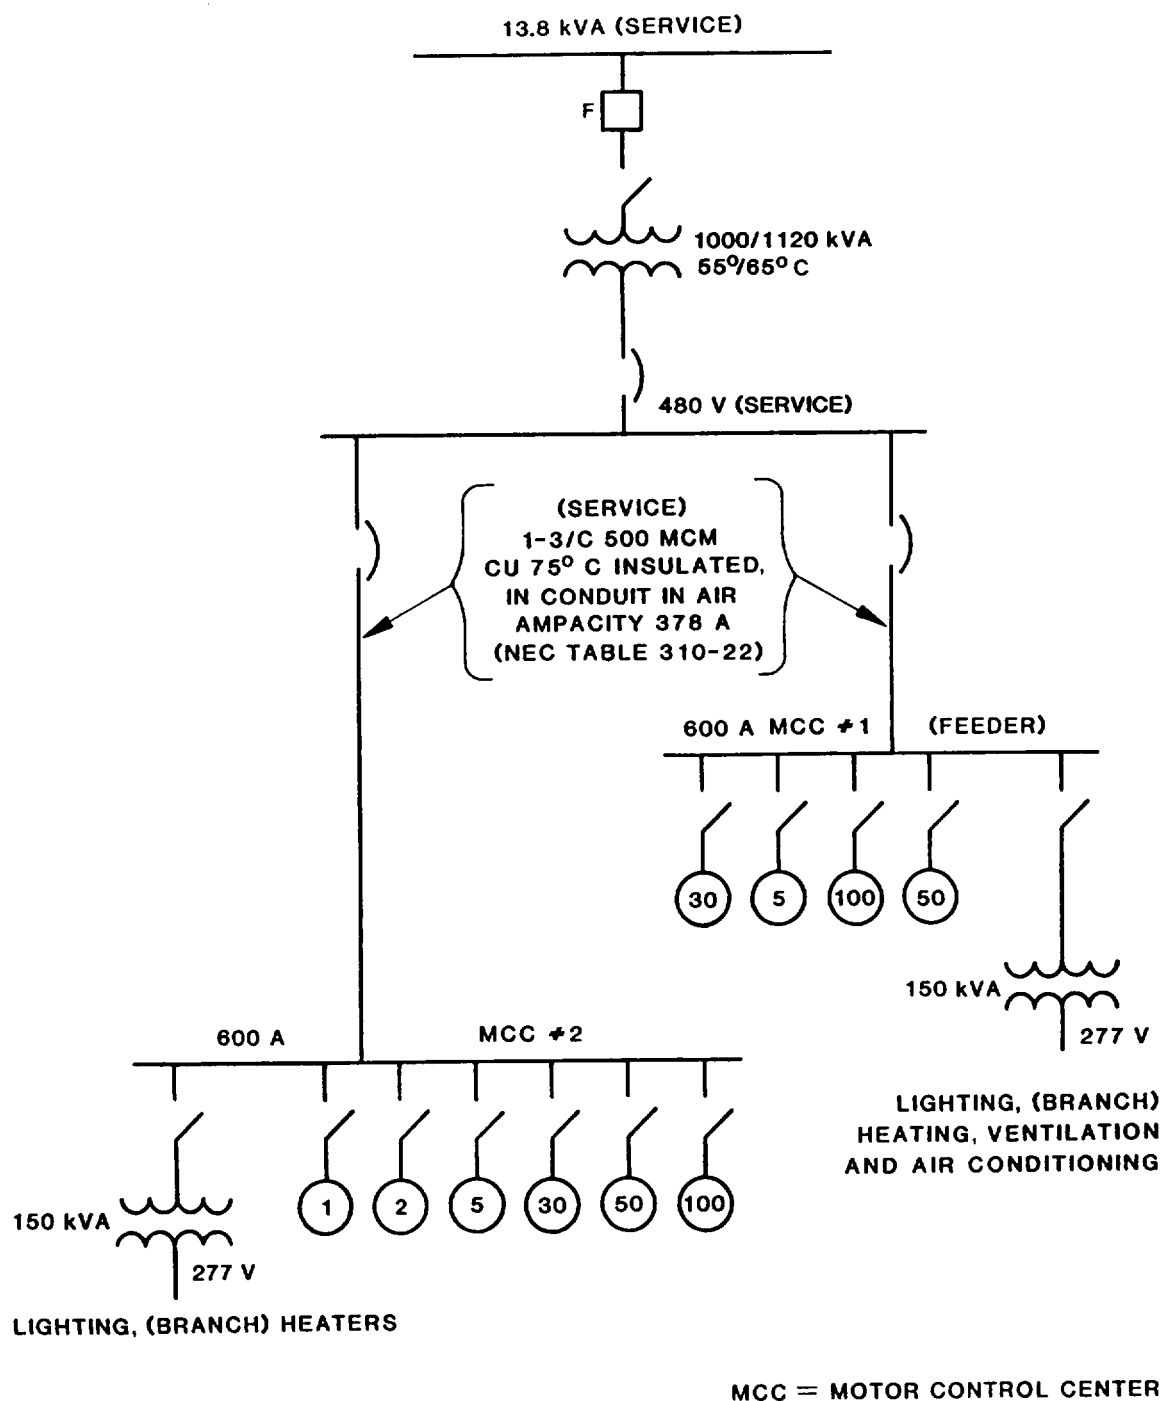 13.8 kVA (SERVICE)
F
1000/1120 kVA
55⁰/65⁰ C
480 V (SERVICE)
(SERVICE)
1-3/C 500 MCM
CU 75⁰ C INSULATED,
IN CONDUIT IN AIR
AMPACITY 378 A
(NEC TABLE 310-22)
600 A MCC #1 (FEEDER)
30 5 100 50
150 kVA
277 V
LIGHTING, (BRANCH)
HEATING, VENTILATION
AND AIR CONDITIONING
600 A MCC #2
1 2 5 30 50 100
150 kVA
277 V
LIGHTING, (BRANCH) HEATERS
MCC = MOTOR CONTROL CENTER